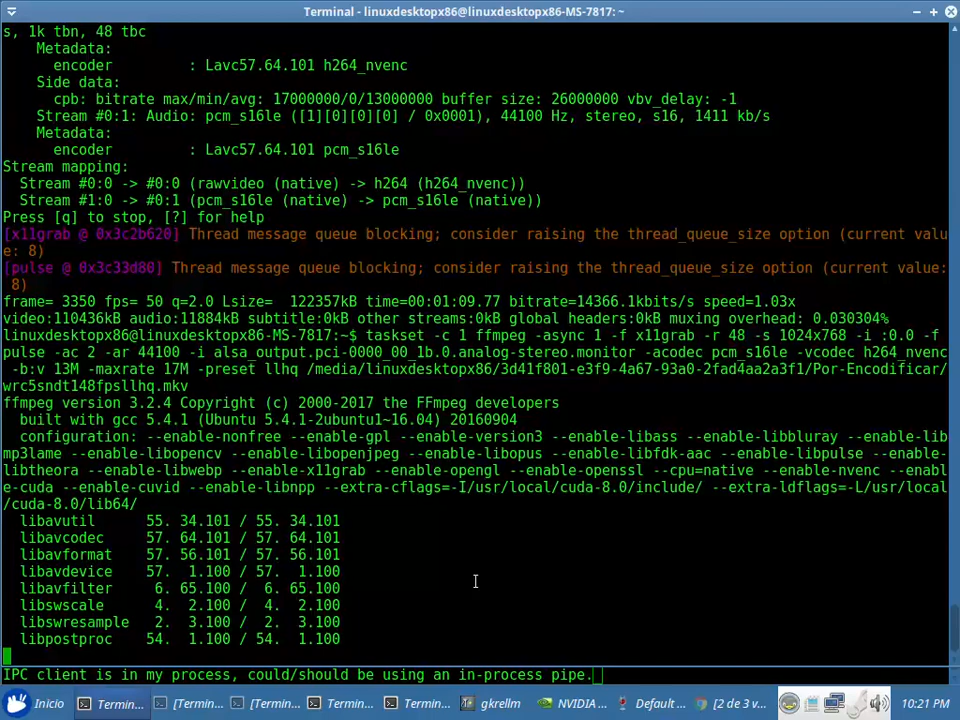 Terminal - linuxdesktopx86@linuxdesktopx86-MS-7817: ~
s, 1k tbn, 48 tbc
    Metadata:
      encoder         : Lavc57.64.101 h264_nvenc
    Side data:
      cpb: bitrate max/min/avg: 17000000/0/13000000 buffer size: 26000000 vbv_delay: -1
    Stream #0:1: Audio: pcm_s16le ([1][0][0][0] / 0x0001), 44100 Hz, stereo, s16, 1411 kb/s
    Metadata:
      encoder         : Lavc57.64.101 pcm_s16le
Stream mapping:
  Stream #0:0 -> #0:0 (rawvideo (native) -> h264 (h264_nvenc))
  Stream #1:0 -> #0:1 (pcm_s16le (native) -> pcm_s16le (native))
Press [q] to stop, [?] for help
[x11grab @ 0x3c2b620] Thread message queue blocking; consider raising the thread_queue_size option (current valu
e: 8)
[pulse @ 0x3c33d80] Thread message queue blocking; consider raising the thread_queue_size option (current value:
 8)
frame= 3350 fps= 50 q=2.0 Lsize=  122357kB time=00:01:09.77 bitrate=14366.1kbits/s speed=1.03x
video:110436kB audio:11884kB subtitle:0kB other streams:0kB global headers:0kB muxing overhead: 0.030304%
linuxdesktopx86@linuxdesktopx86-MS-7817:~$ taskset -c 1 ffmpeg -async 1 -f x11grab -r 48 -s 1024x768 -i :0.0 -f
pulse -ac 2 -ar 44100 -i alsa_output.pci-0000_00_1b.0.analog-stereo.monitor -acodec pcm_s16le -vcodec h264_nvenc
-b:v 13M -maxrate 17M -preset llhq /media/linuxdesktopx86/3d41f801-e3f9-4a67-93a0-2fad4aa2a3f1/Por-Encodificar/
wrc5sndt148fpsllhq.mkv
ffmpeg version 3.2.4 Copyright (c) 2000-2017 the FFmpeg developers
  built with gcc 5.4.1 (Ubuntu 5.4.1-2ubuntu1~16.04) 20160904
  configuration: --enable-nonfree --enable-gpl --enable-version3 --enable-libass --enable-libbluray --enable-lib
mp3lame --enable-libopencv --enable-libopenjpeg --enable-libopus --enable-libfdk-aac --enable-libpulse --enable-
libtheora --enable-libwebp --enable-x11grab --enable-opengl --enable-openssl --cpu=native --enable-nvenc --enabl
e-cuda --enable-cuvid --enable-libnpp --extra-cflags=-I/usr/local/cuda-8.0/include/ --extra-ldflags=-L/usr/local
/cuda-8.0/lib64/
  libavutil      55. 34.101 / 55. 34.101
  libavcodec     57. 64.101 / 57. 64.101
  libavformat    57. 56.101 / 57. 56.101
  libavdevice    57.  1.100 / 57.  1.100
  libavfilter     6. 65.100 /  6. 65.100
  libswscale      4.  2.100 /  4.  2.100
  libswresample   2.  3.100 /  2.  3.100
  libpostproc    54.  1.100 / 54.  1.100
IPC client is in my process, could/should be using an in-process pipe.
Inicio Termin... [Termin... [Termin... Termin... Termin... gkrellm NVIDIA ... Default ... [2 de 3 v... 10:21 PM